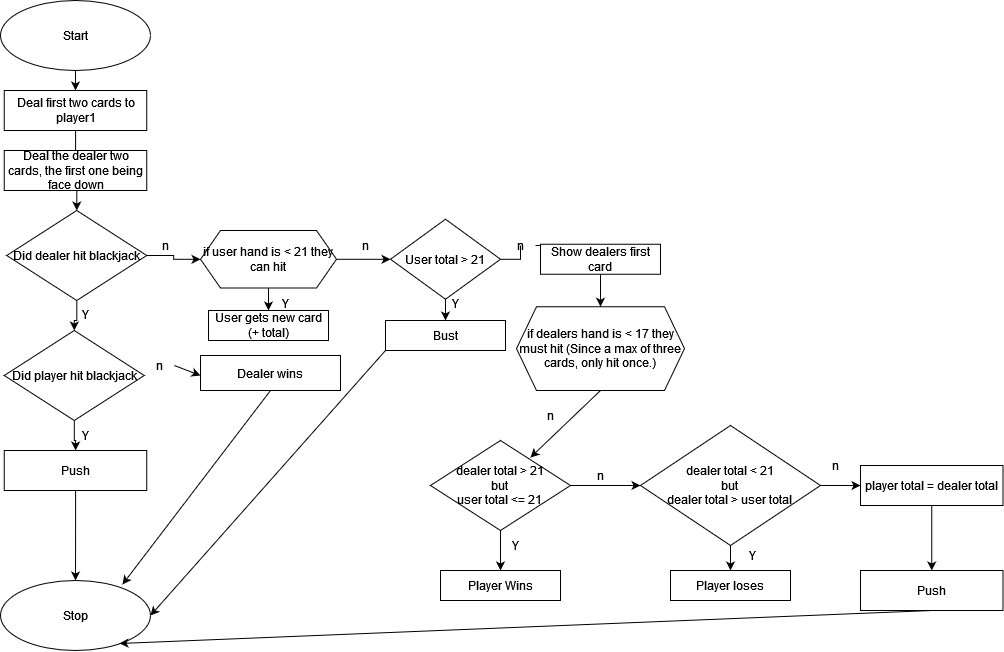 Start
Deal first two cards to
player1
Deal the dealer two
cards, the first one being
face down
Did dealer hit blackjack
n
if user hand is < 21 they
can hit
n
User total > 21
n
Show dealers first
card
Y
Y
Y
User gets new card
(+ total)
Bust
if dealers hand is < 17 they
must hit (Since a max of three
cards, only hit once.)
Did player hit blackjack
n
Dealer wins
n
Y
Push
dealer total > 21
but
user total <= 21
n
dealer total < 21
but
dealer total > user total
n
player total = dealer total
Y
Y
Player Wins
Player loses
Push
Stop